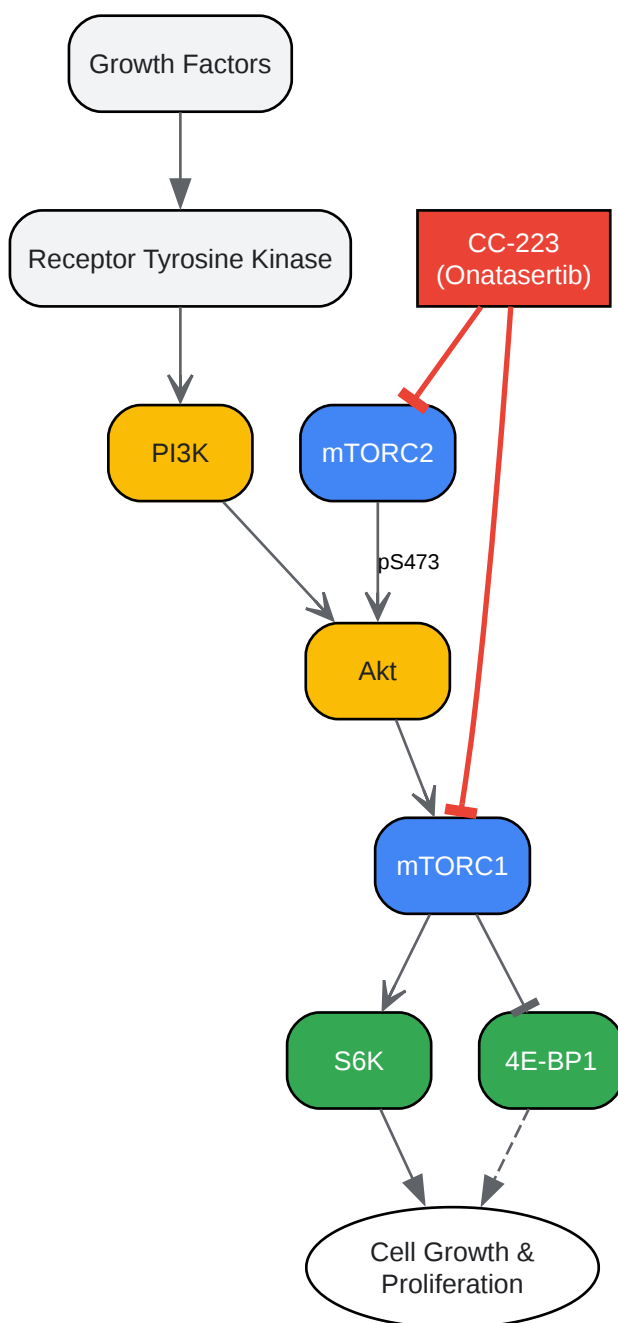 Growth Factors
Receptor Tyrosine Kinase
CC-223
(Onatasertib)
PI3K
mTORC2
pS473
Akt
mTORC1
S6K
4E-BP1
Cell Growth &
Proliferation